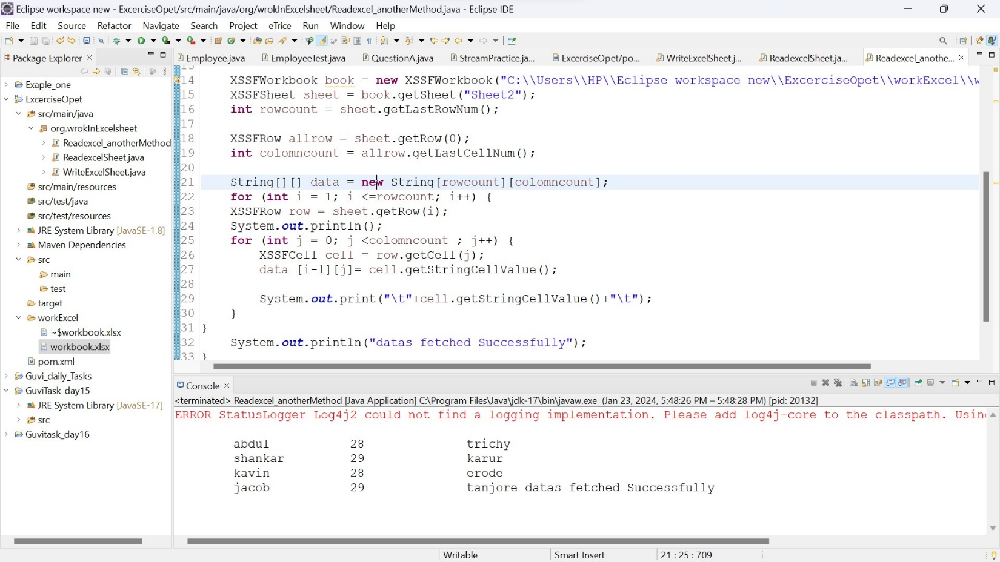 Eclipse workspace new - ExcerciseOpet/src/main/java/org/wrokInExcelsheet/Readexcel_anotherMethod.java - Eclipse IDE
File Edit Source Refactor Navigate Search Project eTrice Run Window Help
Package Explorer
Employee.java EmployeeTest.java QuestionA.java StreamPractice.ja... ExcerciseOpet/po... WriteExcelSheet.j... ReadexcelSheet.ja... Readexcel_anothe...
Exaple_one
ExcerciseOpet
src/main/java
org.wrokInExcelsheet
Readexcel_anotherMethod
ReadexcelSheet.java
WriteExcelSheet.java
src/main/resources
src/test/java
src/test/resources
JRE System Library [JavaSE-1.8]
Maven Dependencies
src
main
test
target
workExcel
~$workbook.xlsx
workbook.xlsx
pom.xml
Guvi_daily_Tasks
GuviTask_day15
JRE System Library [JavaSE-17]
src
Guvitask_day16
14 XSSFWorkbook book = new XSSFWorkbook("C:\\Users\\HP\\Eclipse workspace new\\ExcerciseOpet\\workExcel\\w
15 XSSFSheet sheet = book.getSheet("Sheet2");
16 int rowcount = sheet.getLastRowNum();
17
18 XSSFRow allrow = sheet.getRow(0);
19 int colomncount = allrow.getLastCellNum();
20
21 String[][] data = new String[rowcount][colomncount];
22 for (int i = 1; i <=rowcount; i++) {
23 XSSFRow row = sheet.getRow(i);
24 System.out.println();
25 for (int j = 0; j <colomncount ; j++) {
26 XSSFCell cell = row.getCell(j);
27 data [i-1][j]= cell.getStringCellValue();
28
29 System.out.print("\t"+cell.getStringCellValue()+"\t");
30 }
31 }
32 System.out.println("datas fetched Successfully");
33 }
Console
<terminated> Readexcel_anotherMethod [Java Application] C:\Program Files\Java\jdk-17\bin\javaw.exe (Jan 23, 2024, 5:48:26 PM – 5:48:28 PM) [pid: 20132]
ERROR StatusLogger Log4j2 could not find a logging implementation. Please add log4j-core to the classpath. Usin
abdul 28 trichy
shankar 29 karur
kavin 28 erode
jacob 29 tanjore datas fetched Successfully
Writable Smart Insert 21 : 25 : 709